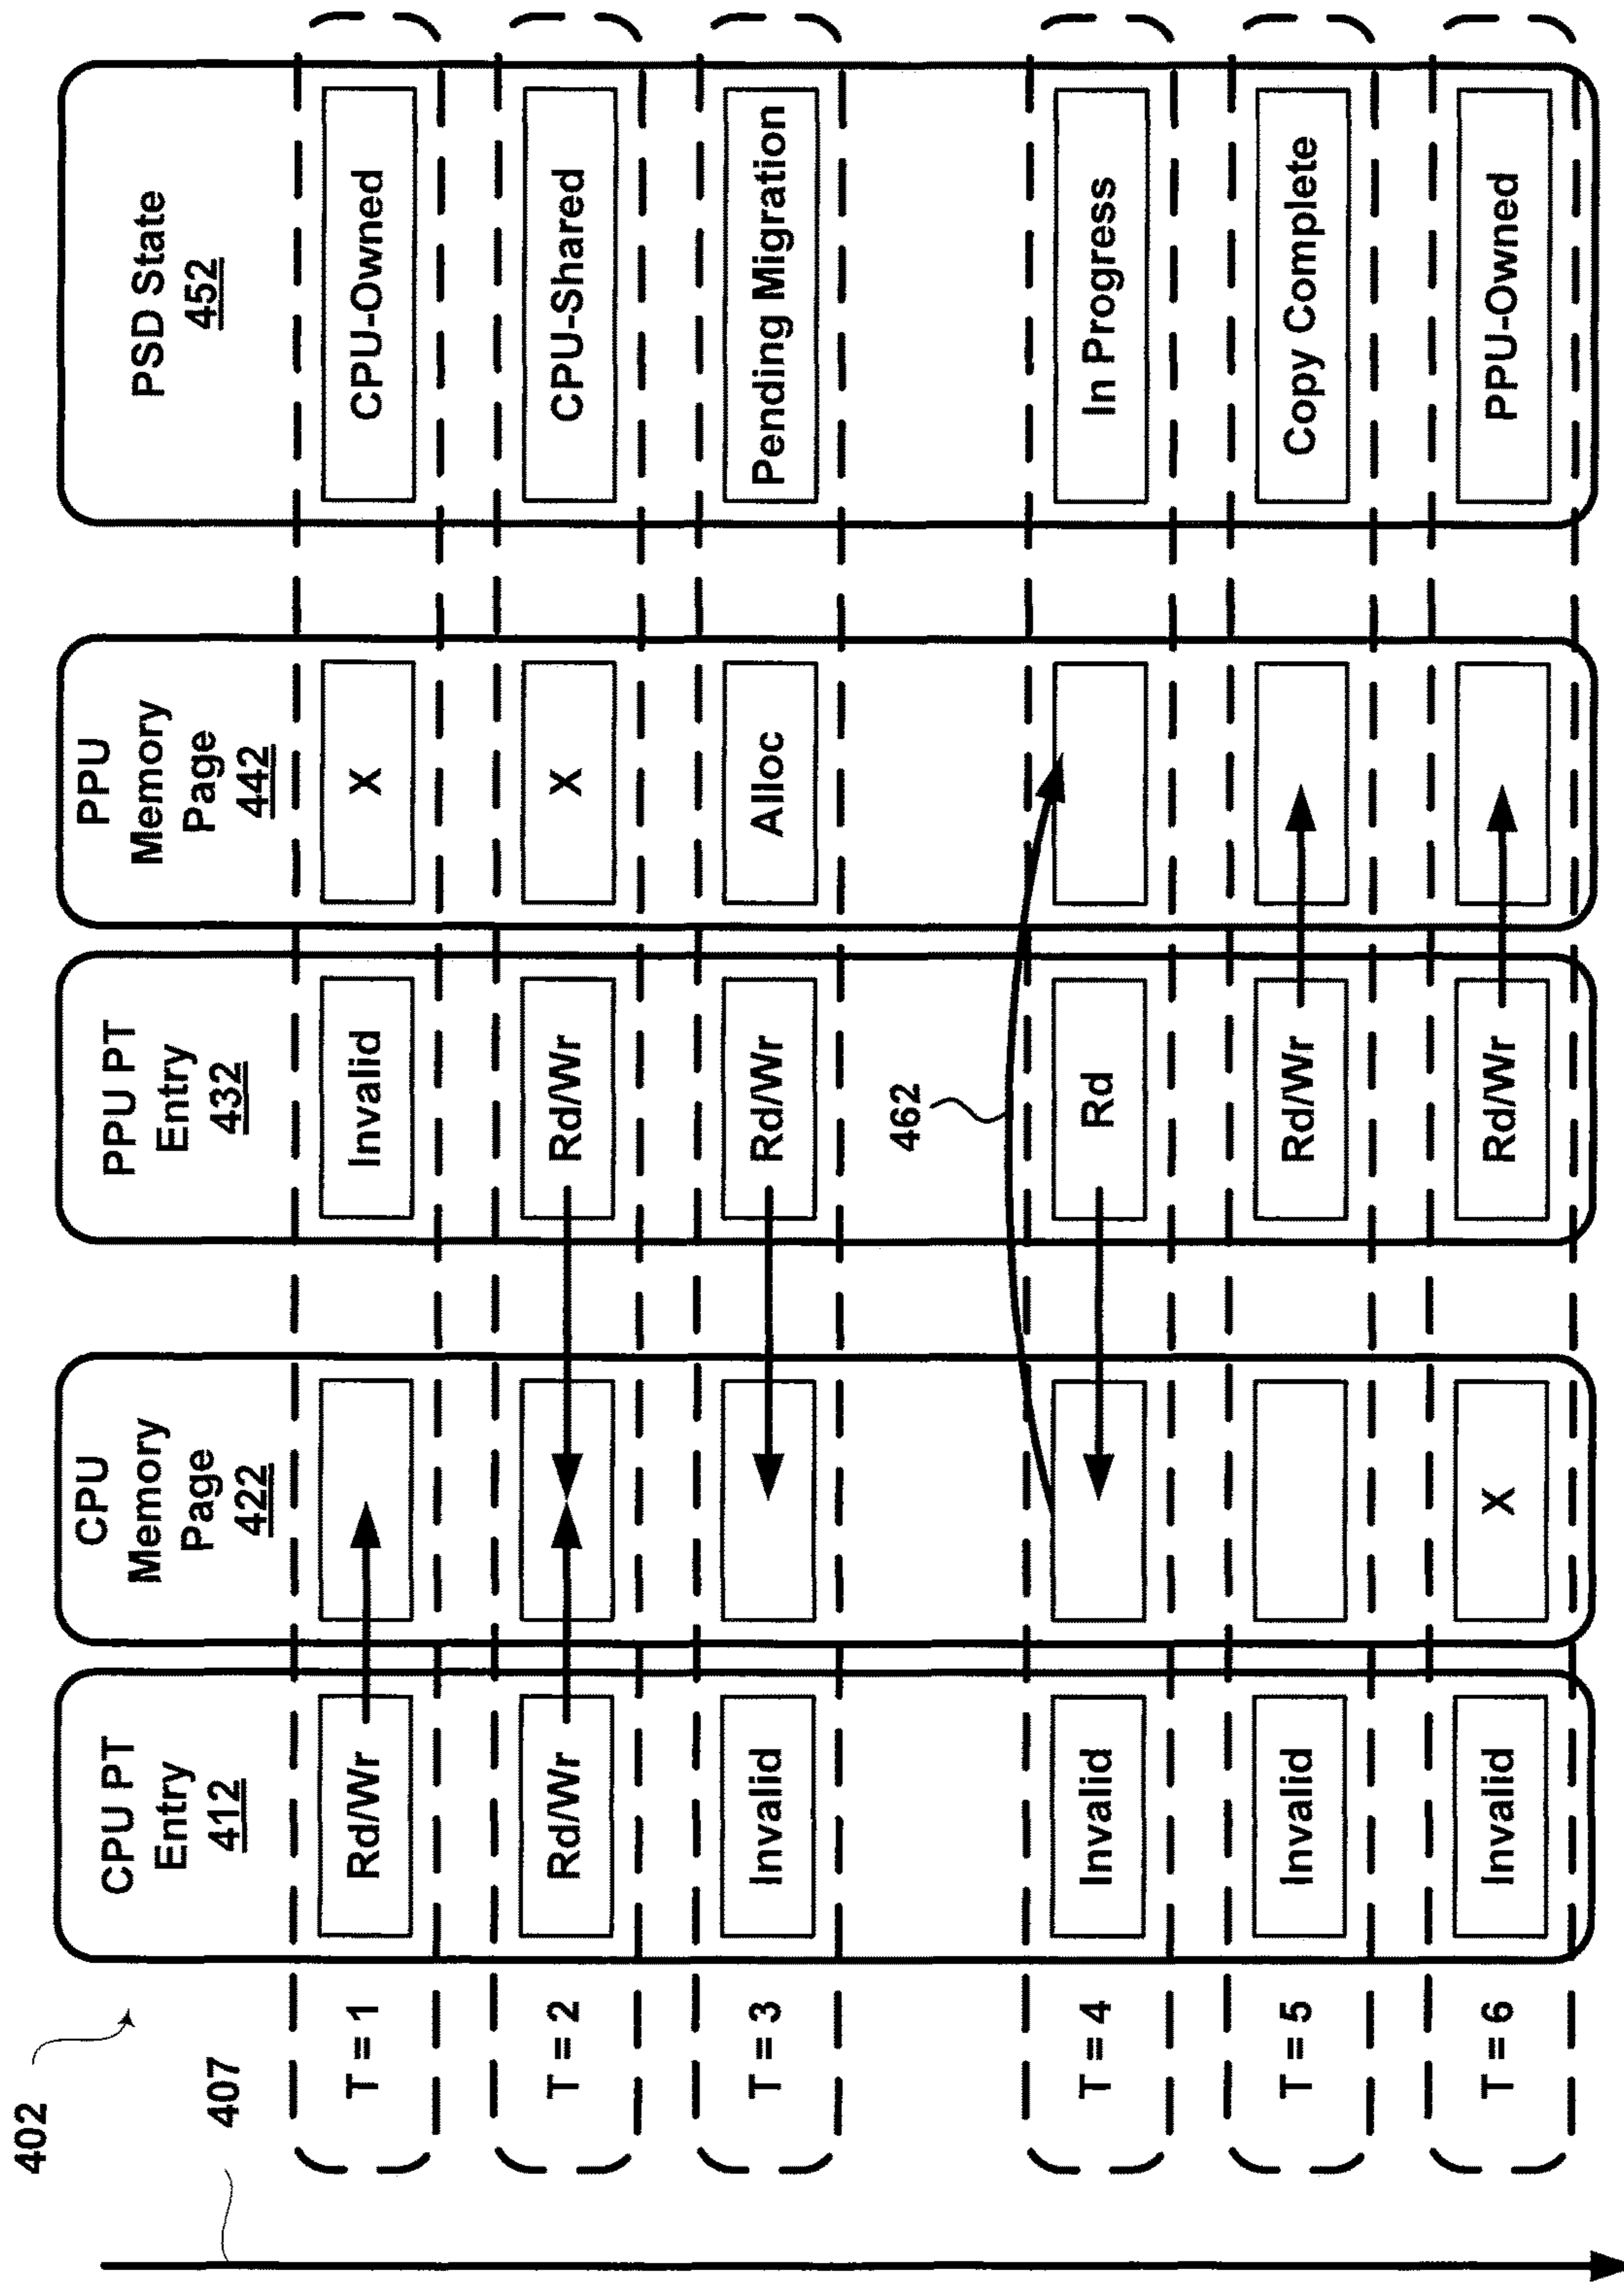 402
407
CPU PT
Entry
412
CPU
Memory
Page
422
PPU PT
Entry
432
PPU
Memory
Page
442
PSD State
452
T = 1
Rd/Wr
Invalid
X
CPU-Owned
T = 2
Rd/Wr
Rd/Wr
X
CPU-Shared
T = 3
Invalid
Rd/Wr
Alloc
Pending Migration
462
T = 4
Invalid
Rd
In Progress
T = 5
Invalid
Rd/Wr
Copy Complete
T = 6
Invalid
X
Rd/Wr
PPU-Owned